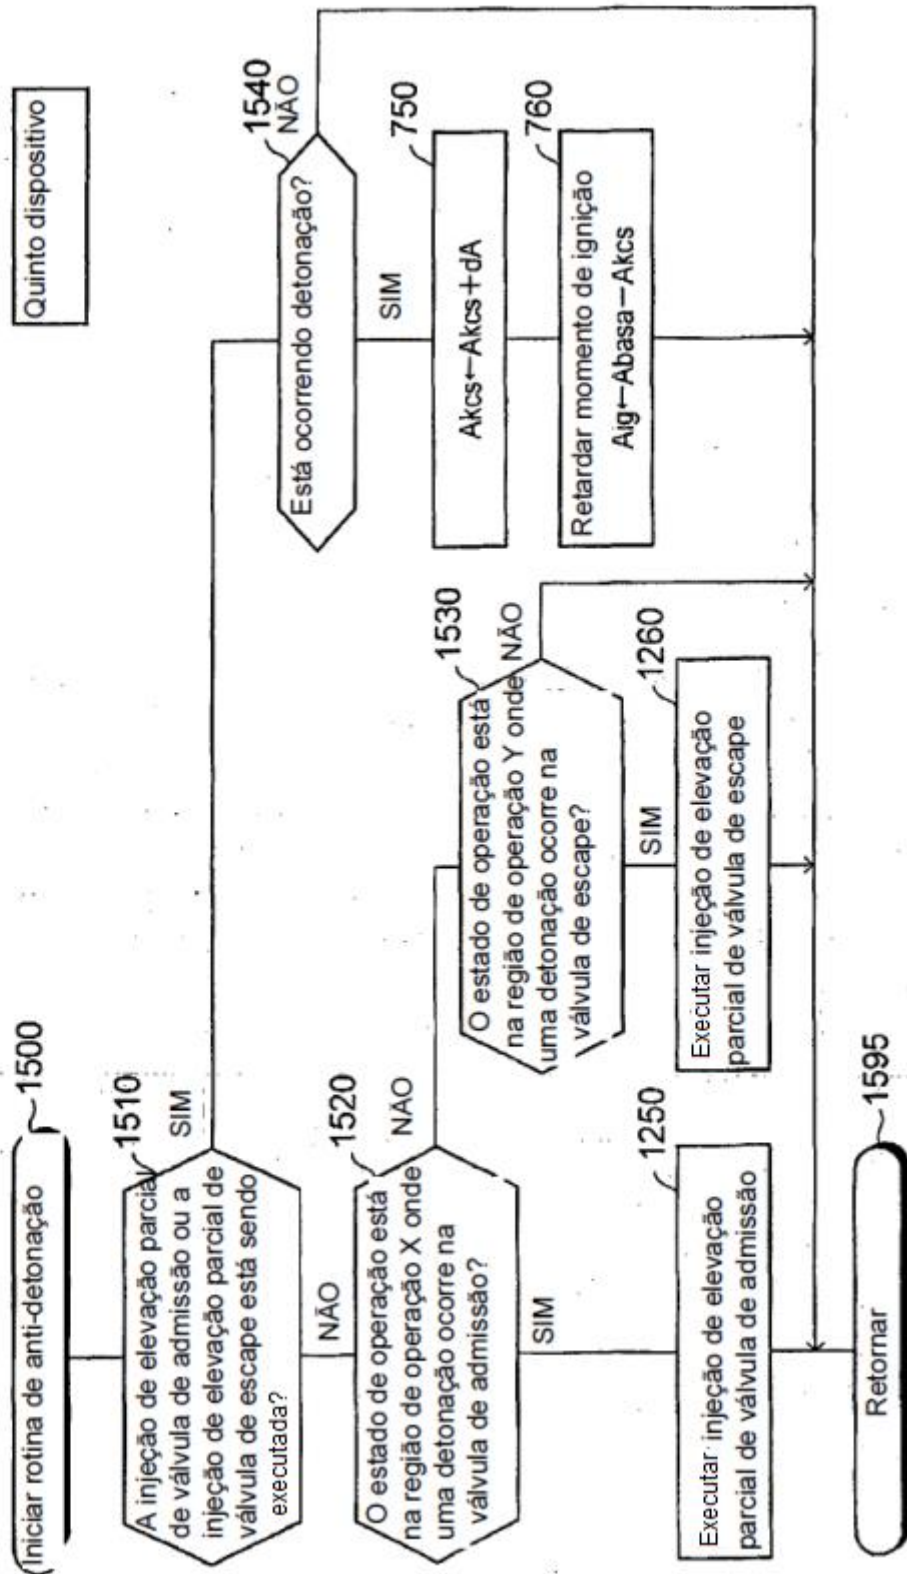 Quinto dispositivo
Iniciar rotina de anti-detonação
1500
A injeção de elevação parcial
de válvula de admissão ou a
injeção de elevação parcial de
válvula de escape está sendo
executada?
1510
SIM
NÃO
O estado de operação está
na região de operação X onde
uma detonação ocorre na
válvula de admissão?
1520
NÃO
SIM
O estado de operação está
na região de operação Y onde
uma detonação ocorre na
válvula de escape?
1530
NÃO
SIM
Está ocorrendo detonação?
1540
NÃO
SIM
Akcs←Akcs+dA
750
Retardar momento de ignição
Aig←Abasa−Akcs
760
Executar injeção de elevação
parcial de válvula de admissão
1250
Executar injeção de elevação
parcial de válvula de escape
1260
Retornar
1595